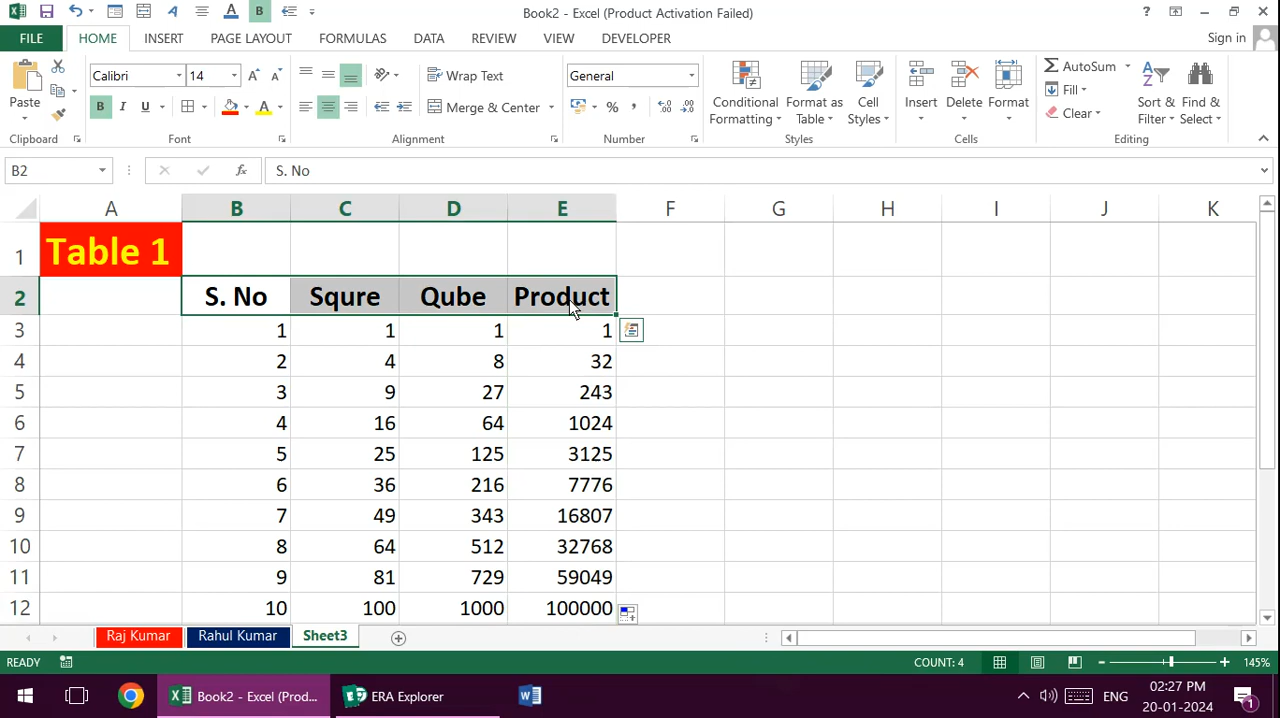 Book2 - Excel (Product Activation Failed)
FILE HOME INSERT PAGE LAYOUT FORMULAS DATA REVIEW VIEW DEVELOPER Sign in
Paste Calibri 14 Wrap Text General Conditional Formatting Format as Table Cell Styles Insert Delete Format AutoSum Fill Clear Sort & Filter Find & Select
B I U Merge & Center %
Clipboard Font Alignment Number Styles Cells Editing
B2 fx S. No
A B C D E F G H I J K
1 Table 1
2 S. No Squre Qube Product
3 1 1 1 1
4 2 4 8 32
5 3 9 27 243
6 4 16 64 1024
7 5 25 125 3125
8 6 36 216 7776
9 7 49 343 16807
10 8 64 512 32768
11 9 81 729 59049
12 10 100 1000 100000
Raj Kumar Rahul Kumar Sheet3
READY COUNT: 4 145%
Book2 - Excel (Prod... ERA Explorer ENG 02:27 PM
20-01-2024 1